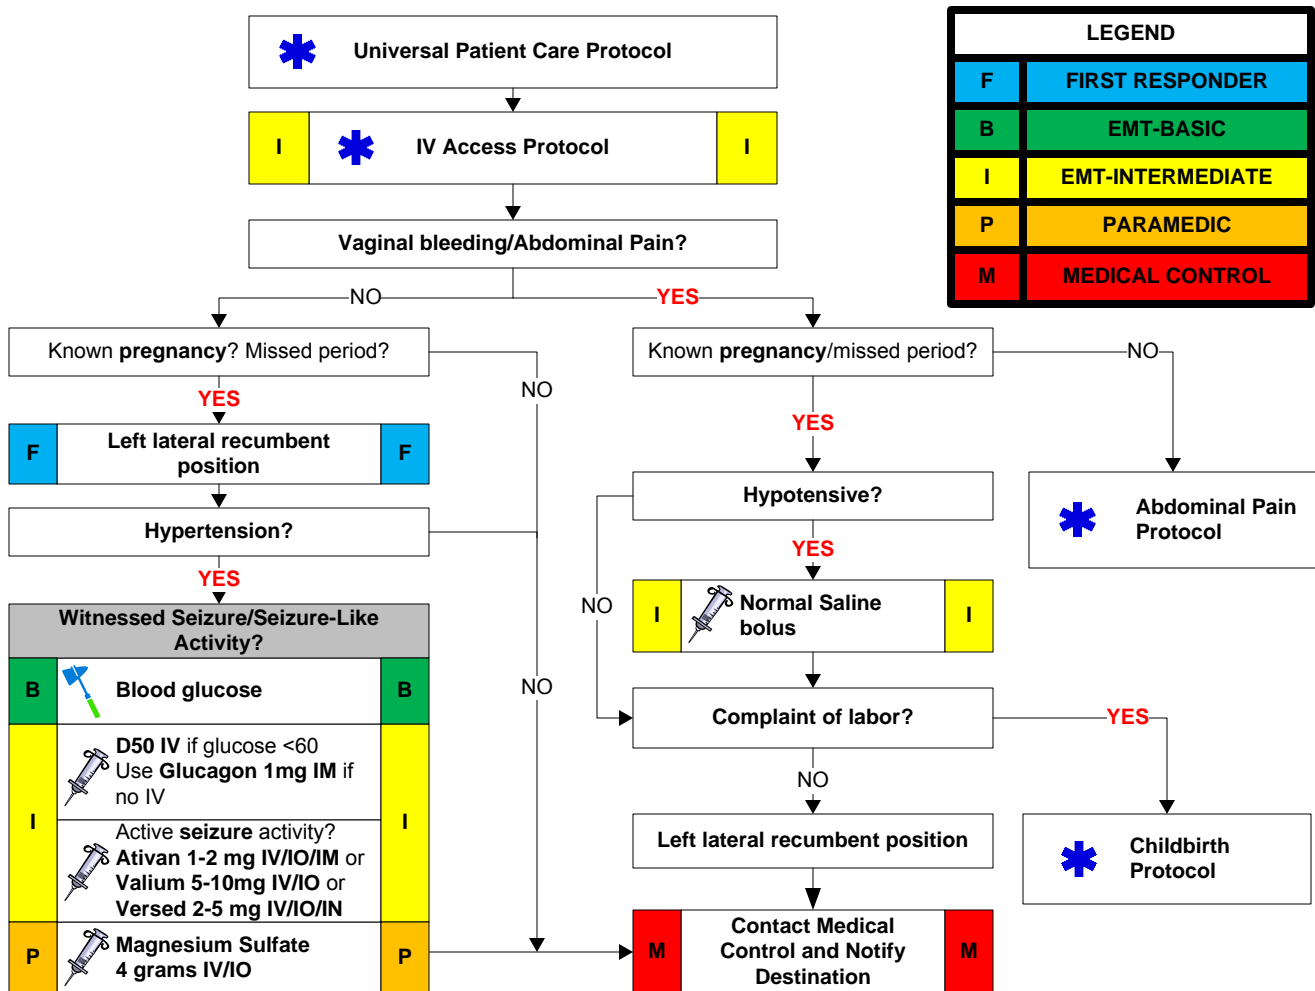 Universal Patient Care Protocol
I
IV Access Protocol
I
Vaginal bleeding/Abdominal Pain?
NO
YES
LEGEND
F
FIRST RESPONDER
B
EMT-BASIC
I
EMT-INTERMEDIATE
P
PARAMEDIC
M
MEDICAL CONTROL
Known pregnancy? Missed period?
NO
YES
F
Left lateral recumbent
position
F
Hypertension?
YES
NO
Witnessed Seizure/Seizure-Like
Activity?
B
Blood glucose
B
I
D50 IV if glucose <60
Use Glucagon 1mg IM if
no IV
Active seizure activity?
Ativan 1-2 mg IV/IO/IM or
Valium 5-10mg IV/IO or
Versed 2-5 mg IV/IO/IN
I
P
Magnesium Sulfate
4 grams IV/IO
P
Known pregnancy/missed period?
NO
YES
Abdominal Pain
Protocol
Hypotensive?
YES
NO
I
Normal Saline
bolus
I
Complaint of labor?
YES
NO
Childbirth
Protocol
Left lateral recumbent position
M
Contact Medical
Control and Notify
Destination
M